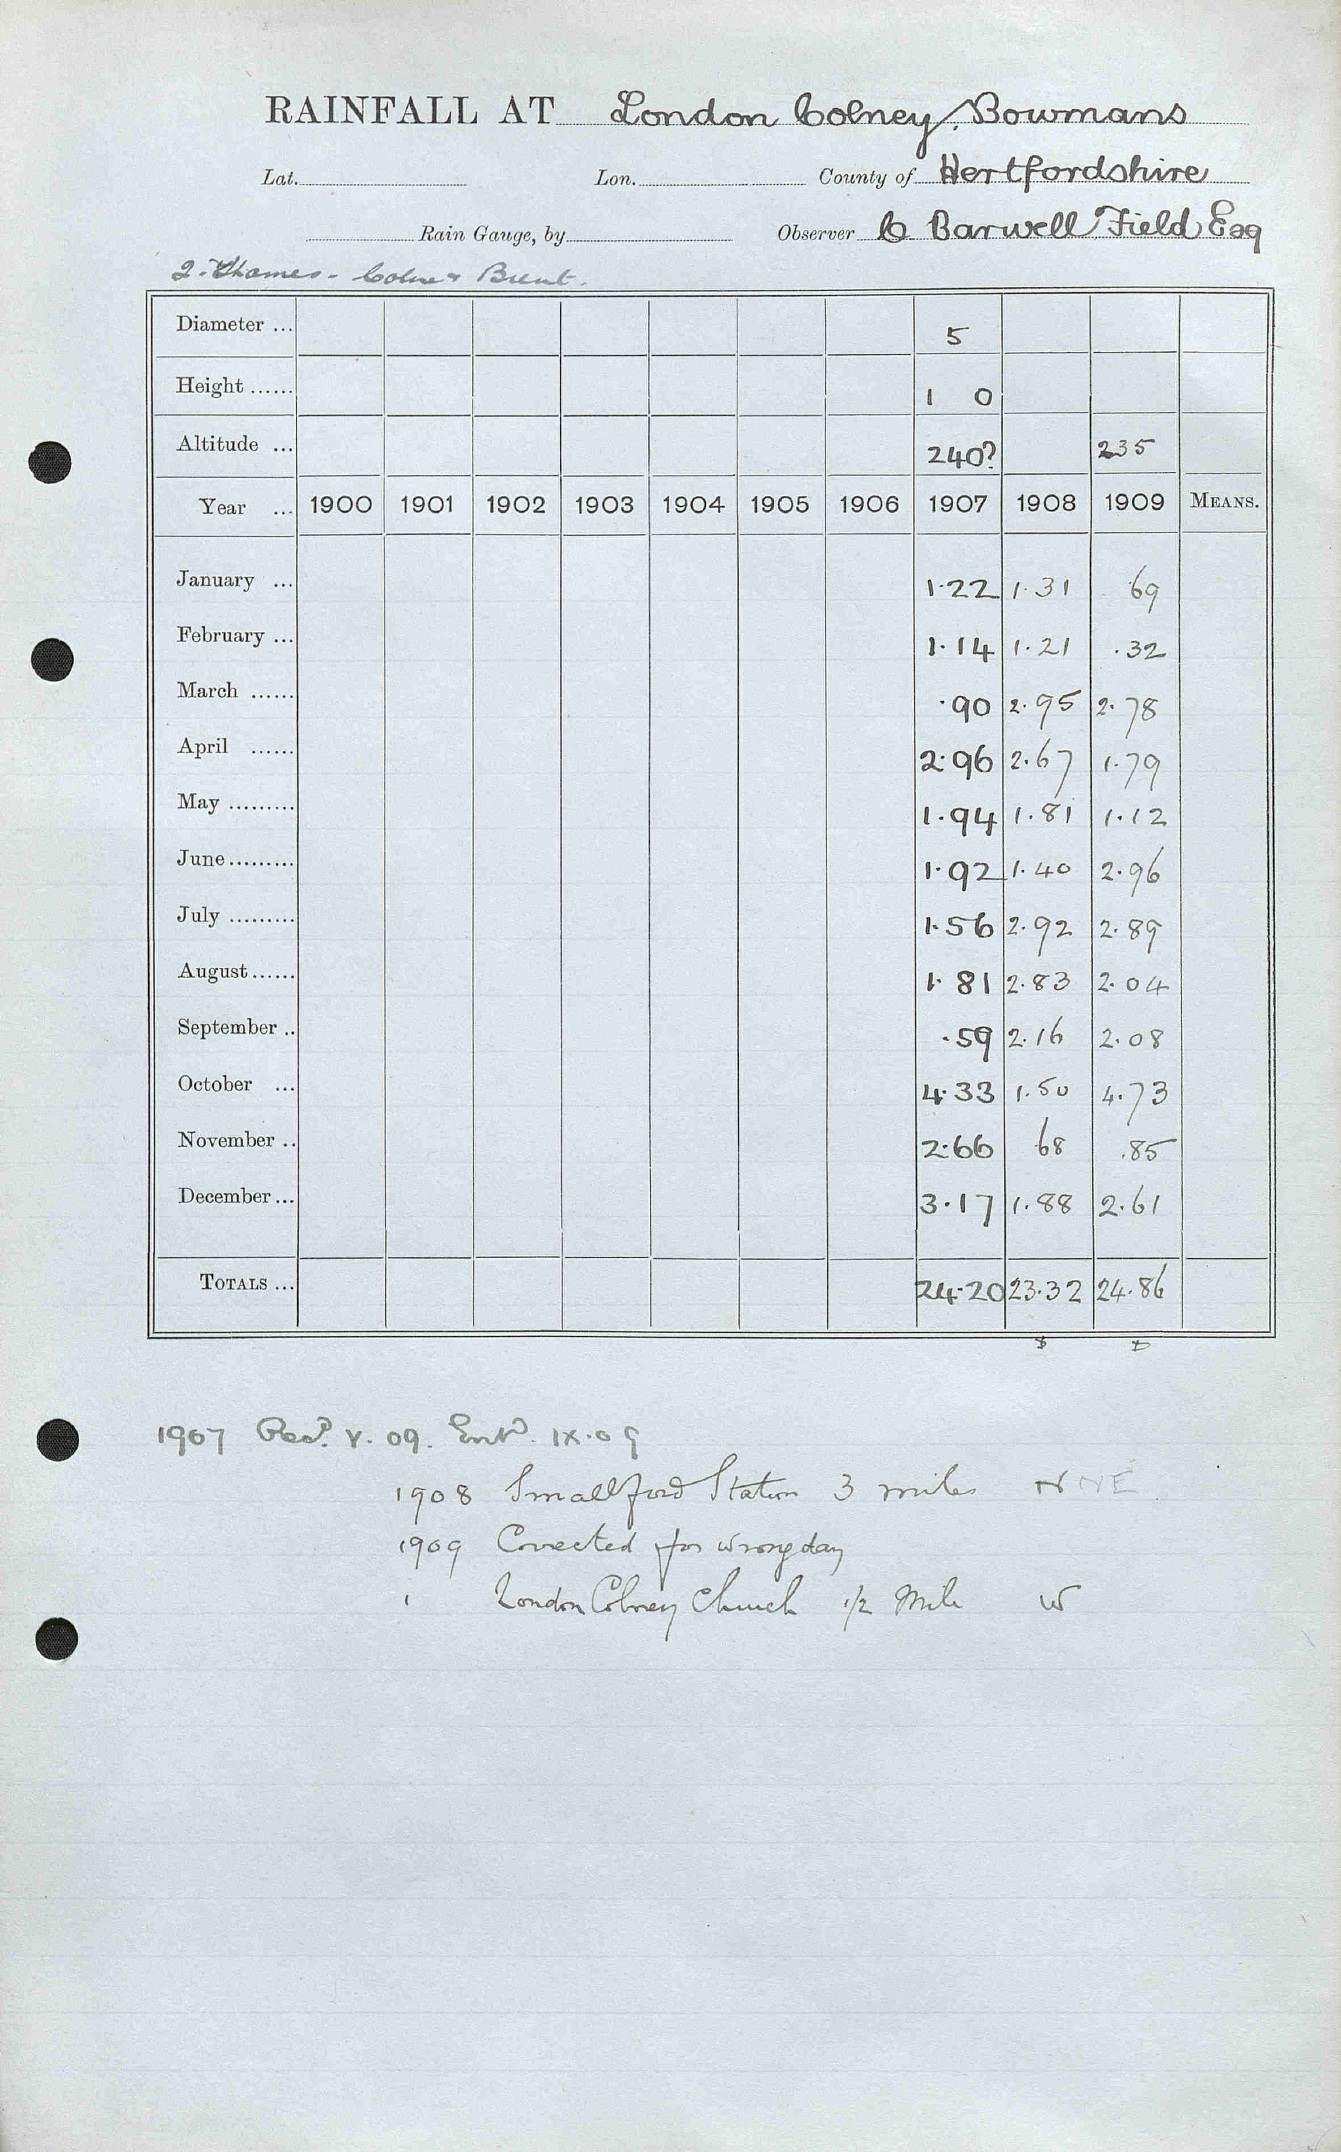 RAINFALL AT London Colney, Bowmans
Lat. Lon. County of Hertfordshire
Rain Gauge, by Observer C Barwell Field Esq
2. Thames - Colne & Brent.
Diameter ... 5
Height ...... 1 0
Altitude ... 240? 235
Year ... 1900 1901 1902 1903 1904 1905 1906 1907 1908 1909 MEANS.
January ... 1.22 1.31 .69
February ... 1.14 1.21 .32
March ...... .90 2.95 2.78
April ...... 2.96 2.67 1.79
May ......... 1.94 1.81 1.12
June ......... 1.92 1.40 2.96
July ......... 1.56 2.92 2.89
August ...... 1.81 2.83 2.04
September .. .59 2.16 2.08
October ... 4.33 1.50 4.73
November .. 2.66 68 .85
December ... 3.17 1.88 2.61
TOTALS ... 24.20 23.32 24.86
1907 Recd. V. 09. Entd. IX. 09
1908 Smallford Station 3 miles NNE
1909 Corrected for wrong day
London Colney Church 1/2 Mile W